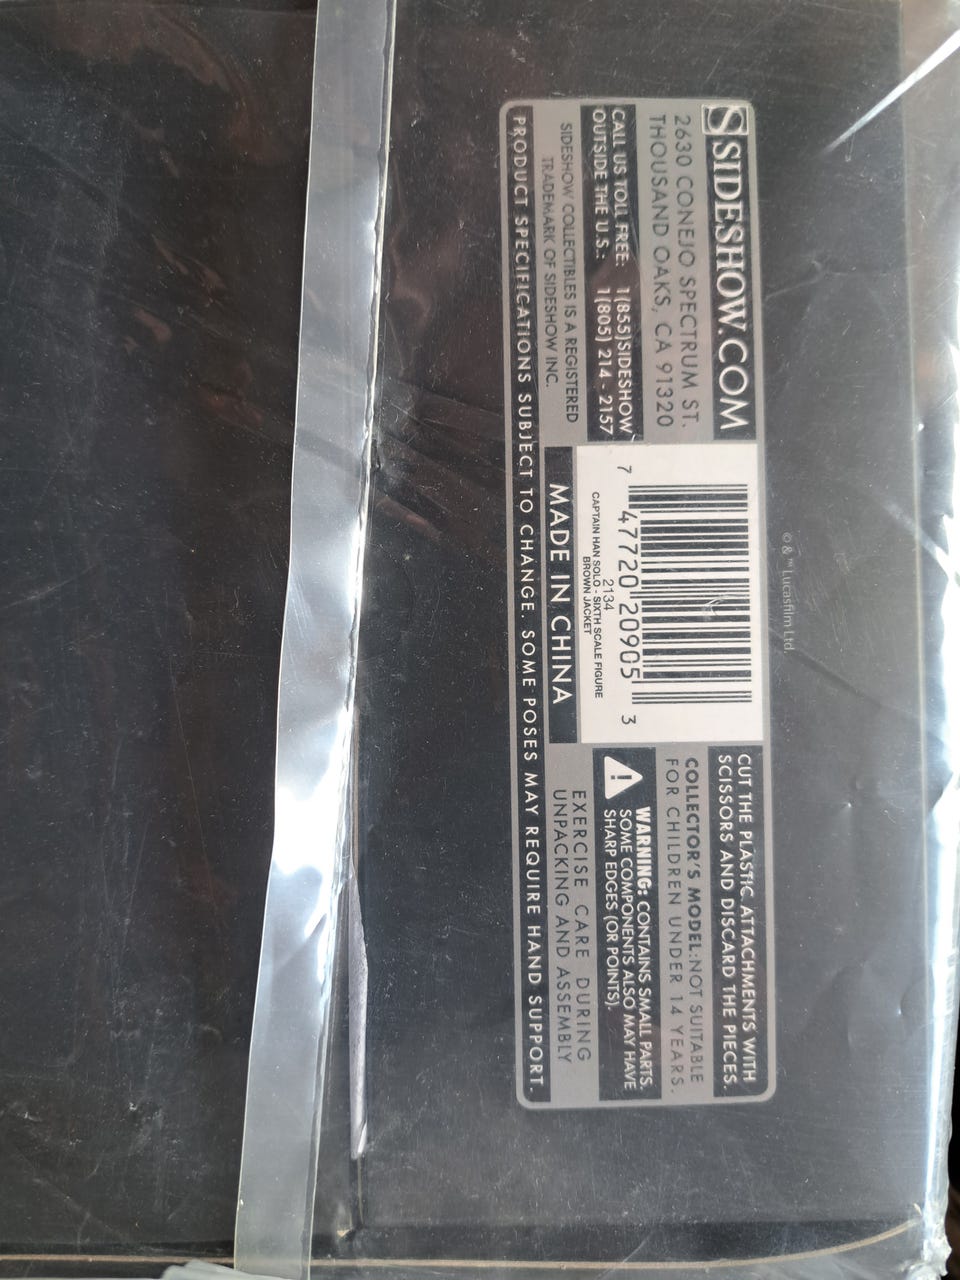 SIDESHOW.COM
2630 CONEJO SPECTRUM ST.
THOUSAND OAKS, CA 91320
CALL US TOLL FREE: 1(855)SIDESHOW
OUTSIDE THE U.S.: 1(805) 214 - 2157
SIDESHOW COLLECTIBLES IS A REGISTERED
TRADEMARK OF SIDESHOW INC.
© & ™ Lucasfilm Ltd.
7 47720 20905 3
2134
CAPTAIN HAN SOLO - SIXTH SCALE FIGURE
BROWN JACKET
MADE IN CHINA
CUT THE PLASTIC ATTACHMENTS WITH
SCISSORS AND DISCARD THE PIECES.
COLLECTOR'S MODEL:NOT SUITABLE
FOR CHILDREN UNDER 14 YEARS.
WARNING: CONTAINS SMALL PARTS.
SOME COMPONENTS ALSO MAY HAVE
SHARP EDGES (OR POINTS).
EXERCISE CARE DURING
UNPACKING AND ASSEMBLY
PRODUCT SPECIFICATIONS SUBJECT TO CHANGE. SOME POSES MAY REQUIRE HAND SUPPORT.